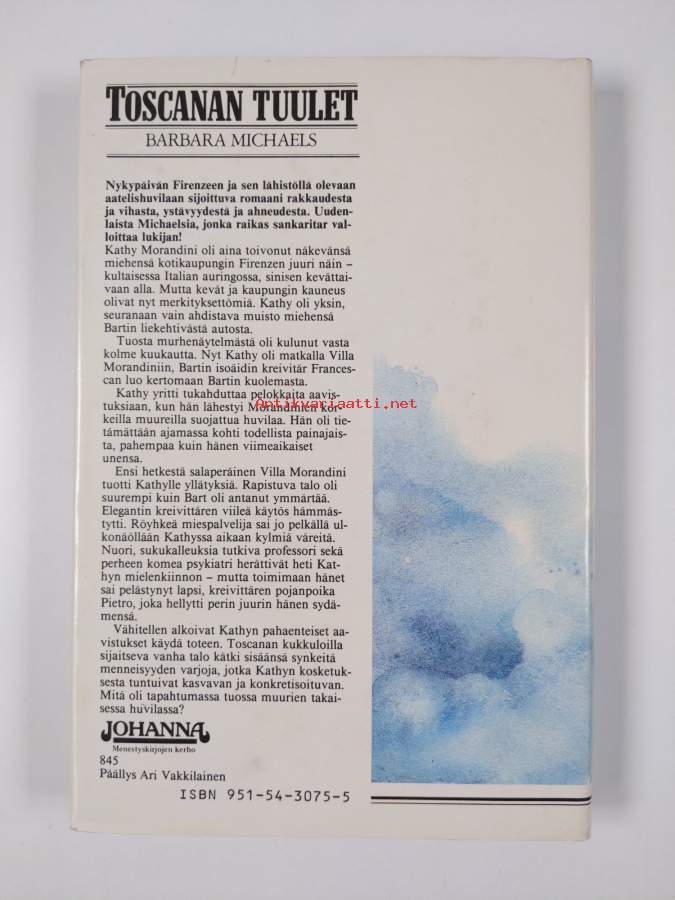 TOSCANAN TUULET
BARBARA MICHAELS
Nykypäivän Firenzeen ja sen lähistöllä olevaan
aatelishuvilaan sijoittuva romaani rakkaudesta
ja vihasta, ystävyydestä ja ahneudesta. Uuden-
laista Michaelsia, jonka raikas sankaritar val-
loittaa lukijan!
Kathy Morandini oli aina toivonut näkevänsä
miehensä kotikaupungin Firenzen juuri näin –
kultaisessa Italian auringossa, sinisen kevättai-
vaan alla. Mutta kevät ja kaupungin kauneus
olivat nyt merkityksettömiä. Kathy oli yksin,
seuranaan vain ahdistava muisto miehensä
Bartin liekehtivästä autosta.
Tuosta murhenäytelmästä oli kulunut vasta
kolme kuukautta. Nyt Kathy oli matkalla Villa
Morandiniin, Bartin isoäidin kreivitär Frances-
can luo kertomaan Bartin kuolemasta.
Kathy yritti tukahduttaa pelokkaita aavis-
tuksiaan, kun hän lähestyi Morandinien kor-
keilla muureilla suojattua huvilaa. Hän oli tie-
tämättään ajamassa kohti todellista painajais-
ta, pahempaa kuin hänen viimeaikaiset
unensa.
Ensi hetkestä salaperäinen Villa Morandini
tuotti Kathylle yllätyksiä. Rapistuva talo oli
suurempi kuin Bart oli antanut ymmärtää.
Elegantin kreivittären viileä käytös hämmäs-
tytti. Röyhkeä miespalvelija sai jo pelkällä ul-
konäöllään Kathyssa aikaan kylmiä väreitä.
Nuori, sukukalleuksia tutkiva professori sekä
perheen komea psykiatri herättivät heti Kat-
hyn mielenkiinnon – mutta toimimaan hänet
sai pelästynyt lapsi, kreivittären pojanpoika
Pietro, joka hellytti perin juurin hänen sydä-
mensä.
Vähitellen alkoivat Kathyn pahaenteiset aa-
vistukset käydä toteen. Toscanan kukkuloilla
sijaitseva vanha talo kätki sisäänsä synkeitä
menneisyyden varjoja, jotka Kathyn kosketuk-
sesta tuntuivat kasvavan ja konkretisoituvan.
Mitä oli tapahtumassa tuossa muurien takai-
sessa huvilassa?
JOHANNA
Menestyskirjojen kerho
845
Päällys Ari Vakkilainen
ISBN 951-54-3075-5
Antikvariaatti.net